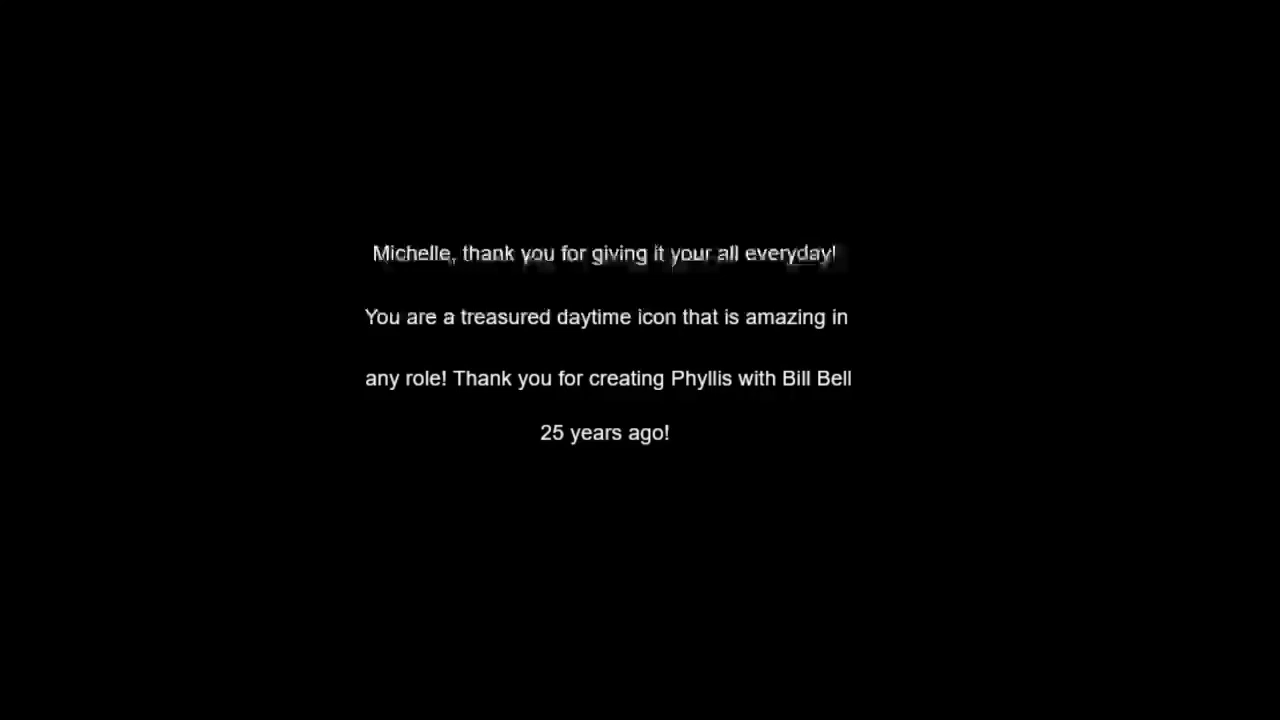 Michelle, thank you for giving it your all everyday!
You are a treasured daytime icon that is amazing in
any role! Thank you for creating Phyllis with Bill Bell
25 years ago!